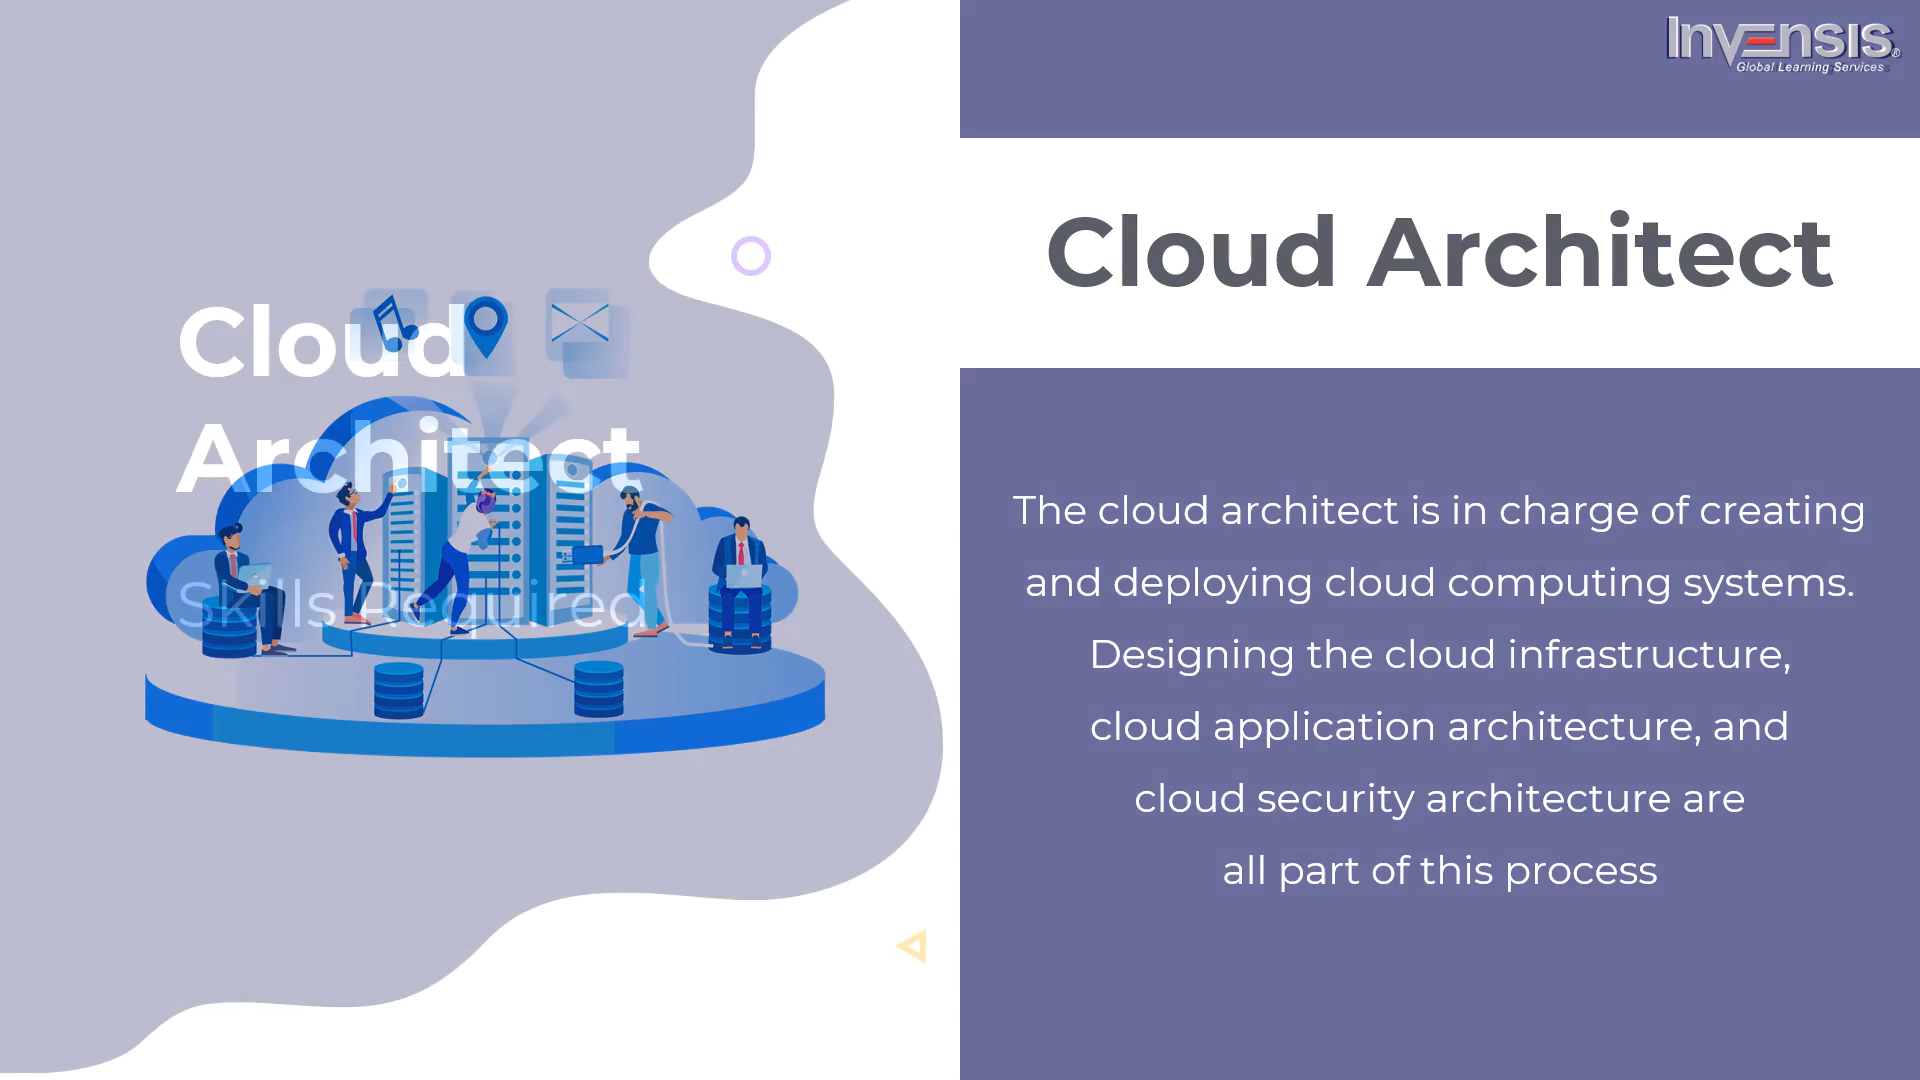 Invensis®
Global Learning Services
Cloud Architect
Cloud
Architect
Skills Required
The cloud architect is in charge of creating
and deploying cloud computing systems.
Designing the cloud infrastructure,
cloud application architecture, and
cloud security architecture are
all part of this process